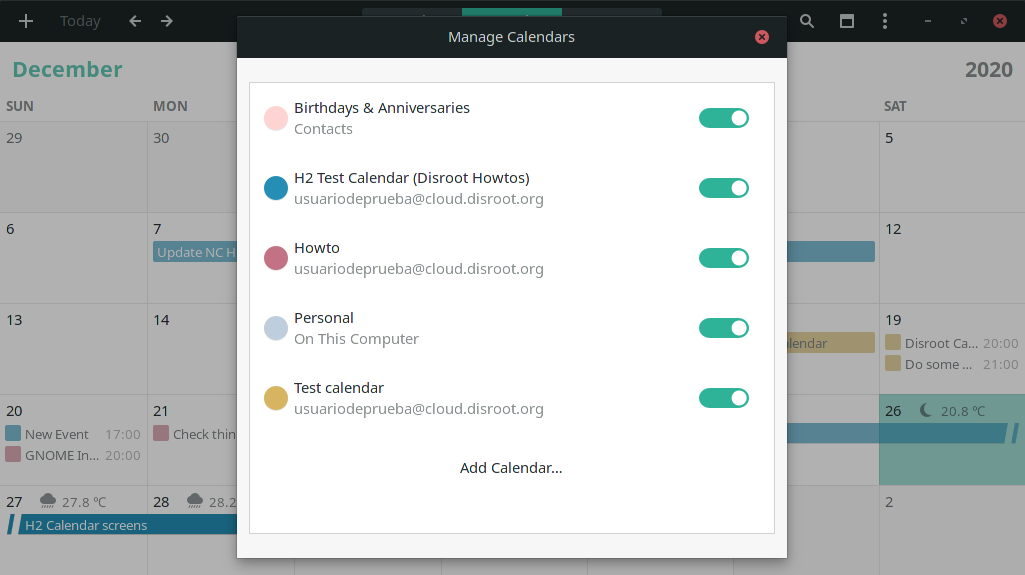 Today
Manage Calendars
December
2020
SUN
MON
SAT
29
30
5
6
7
12
Update NC H
13
14
19
Disroot Ca... 20:00
Do some ... 21:00
20
21
26 20.8 °C
New Event 17:00
Check thin
GNOME In... 20:00
27 27.8 °C
28 28.2
2
H2 Calendar screens
Birthdays & Anniversaries
Contacts
H2 Test Calendar (Disroot Howtos)
usuariodeprueba@cloud.disroot.org
Howto
usuariodeprueba@cloud.disroot.org
Personal
On This Computer
Test calendar
usuariodeprueba@cloud.disroot.org
Add Calendar...